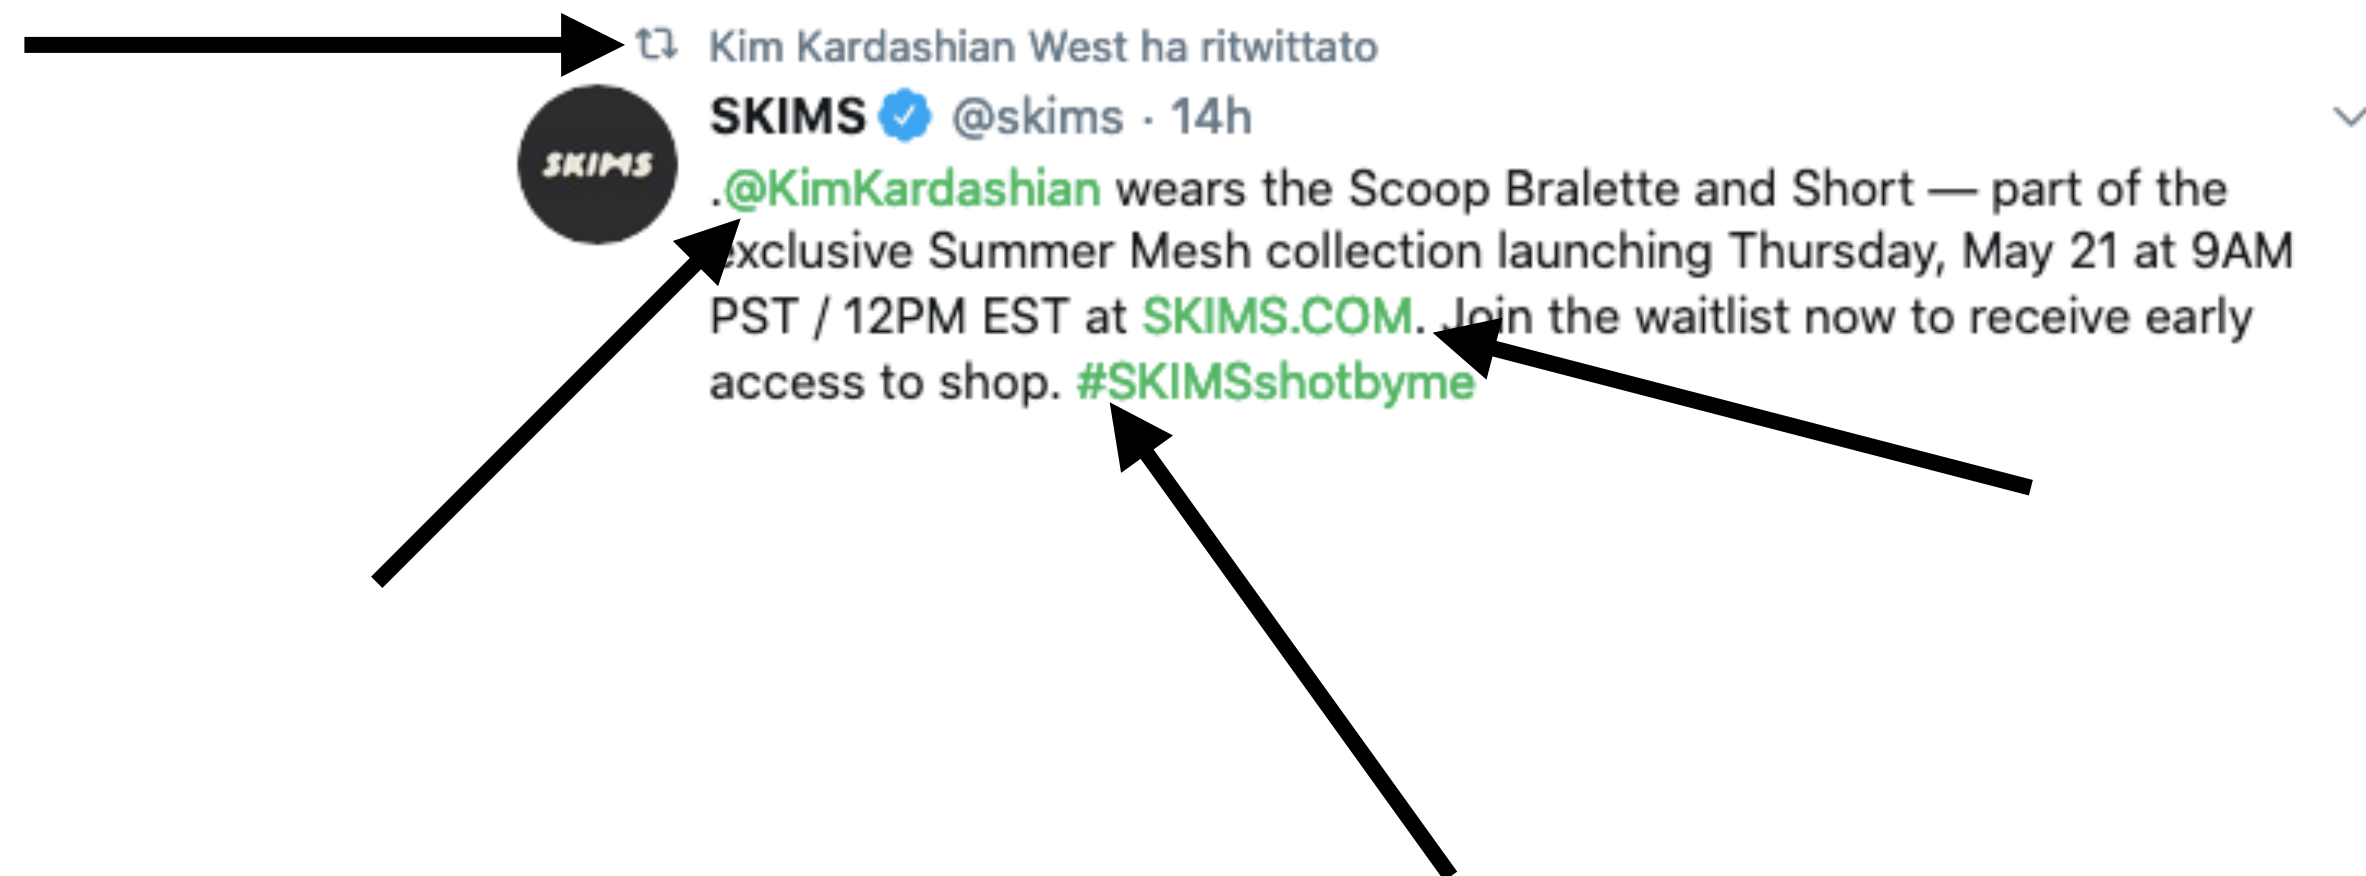 Kim Kardashian West ha ritwittato
SKIMS @skims · 14h
SKIMS
.@KimKardashian wears the Scoop Bralette and Short — part of the
exclusive Summer Mesh collection launching Thursday, May 21 at 9AM
PST / 12PM EST at SKIMS.COM. Join the waitlist now to receive early
access to shop. #SKIMSshotbyme